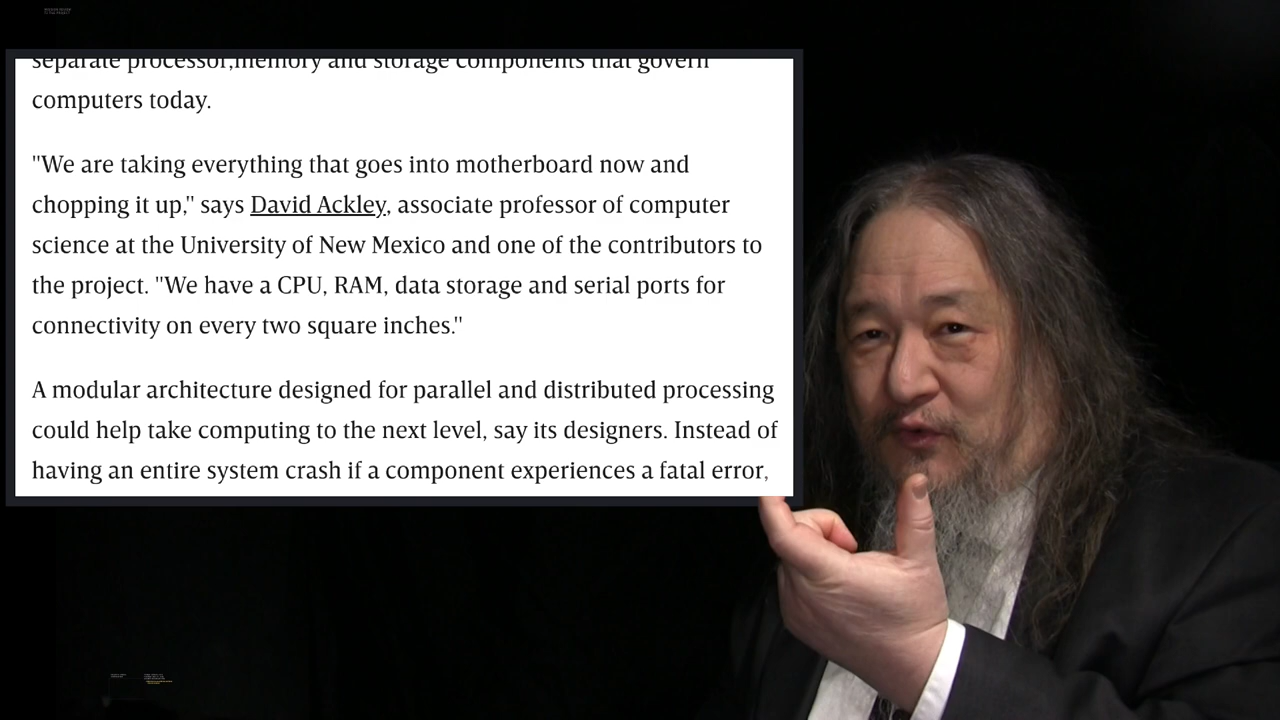 separate processor,memory and storage components that govern
computers today.
"We are taking everything that goes into motherboard now and
chopping it up," says David Ackley, associate professor of computer
science at the University of New Mexico and one of the contributors to
the project. "We have a CPU, RAM, data storage and serial ports for
connectivity on every two square inches."
A modular architecture designed for parallel and distributed processing
could help take computing to the next level, say its designers. Instead of
having an entire system crash if a component experiences a fatal error,